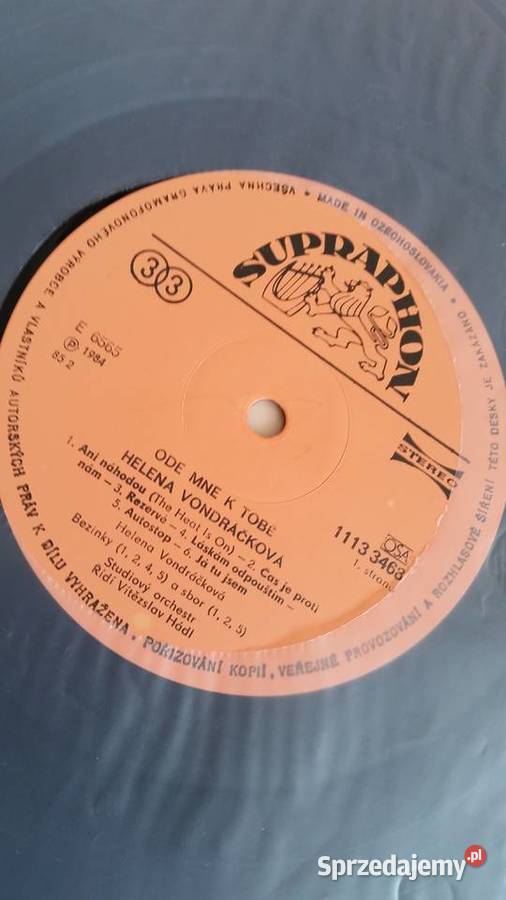 • MADE IN CZECHOSLOVAKIA • VŠECHNA PRÁVA GRAMOFONOVÉHO VÝROBCE A VLASTNÍKŮ AUTORSKÝCH PRÁV K DÍLU VYHRAŽENA • POŘIZOVÁNÍ KOPIÍ, VEŘEJNÉ PROVOZOVÁNÍ A ROZHLASOVÉ ŠÍŘENÍ TÉTO DESKY JE ZAKÁZÁNO
SUPRAPHON
33
STEREO
E 6565
Ⓟ 1984
85 2
OSA
1113 3468
1. strana
ODE MNE K TOBĚ
HELENA VONDRÁČKOVÁ
1. Ani náhodou (The Heat Is On) – 2. Čas je proti
nám – 3. Rezervé – 4. Láskám odpouštím –
5. Autostop – 6. Já tu jsem
Helena Vondráčková
Bezinky (1, 2, 4, 5) a sbor (1, 2, 5)
Studiový orchestr
Řídí Vítězslav Hádl
Sprzedajemy.pl